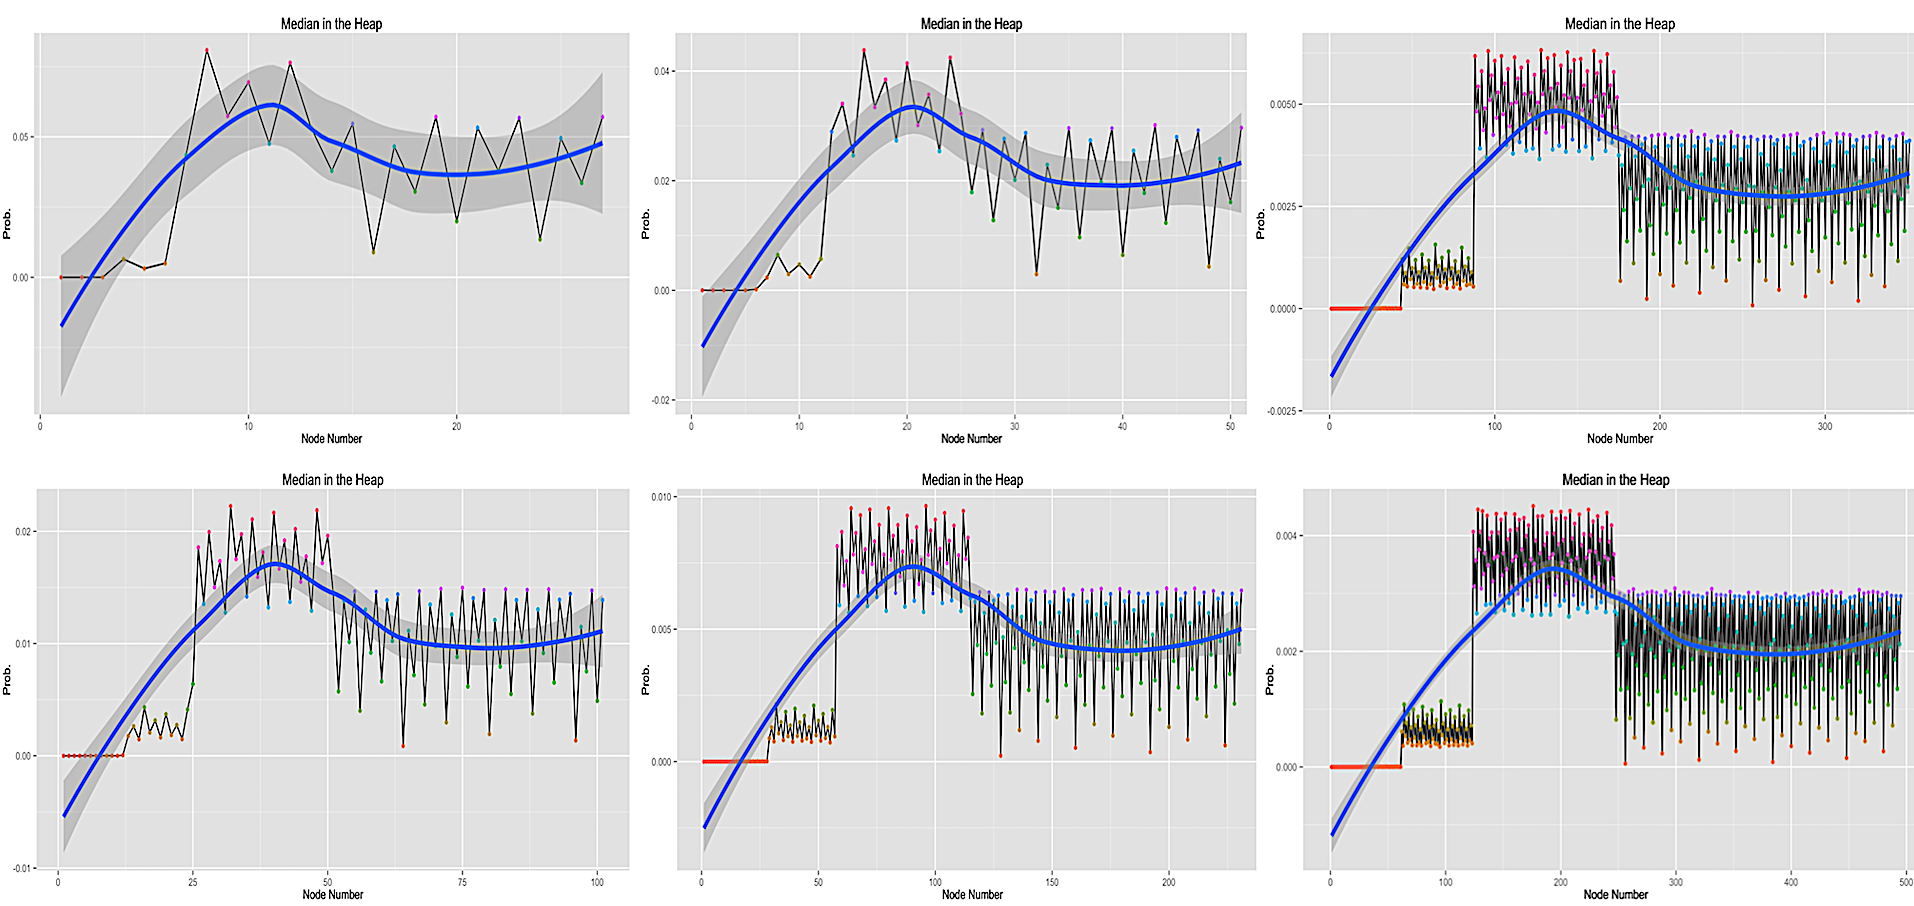 Median in the Heap
Prob.
0.05
0.00
0 10 20
Node Number
Median in the Heap
Prob.
0.04
0.02
0.00
-0.02
0 10 20 30 40 50
Node Number
Median in the Heap
Prob.
0.0050
0.0025
0.0000
-0.0025
0 100 200 300
Node Number
Median in the Heap
Prob.
0.02
0.01
0.00
-0.01
0 25 50 75 100
Node Number
Median in the Heap
Prob.
0.010
0.005
0.000
0 50 100 150 200
Node Number
Median in the Heap
Prob.
0.004
0.002
0.000
0 100 200 300 400 500
Node Number